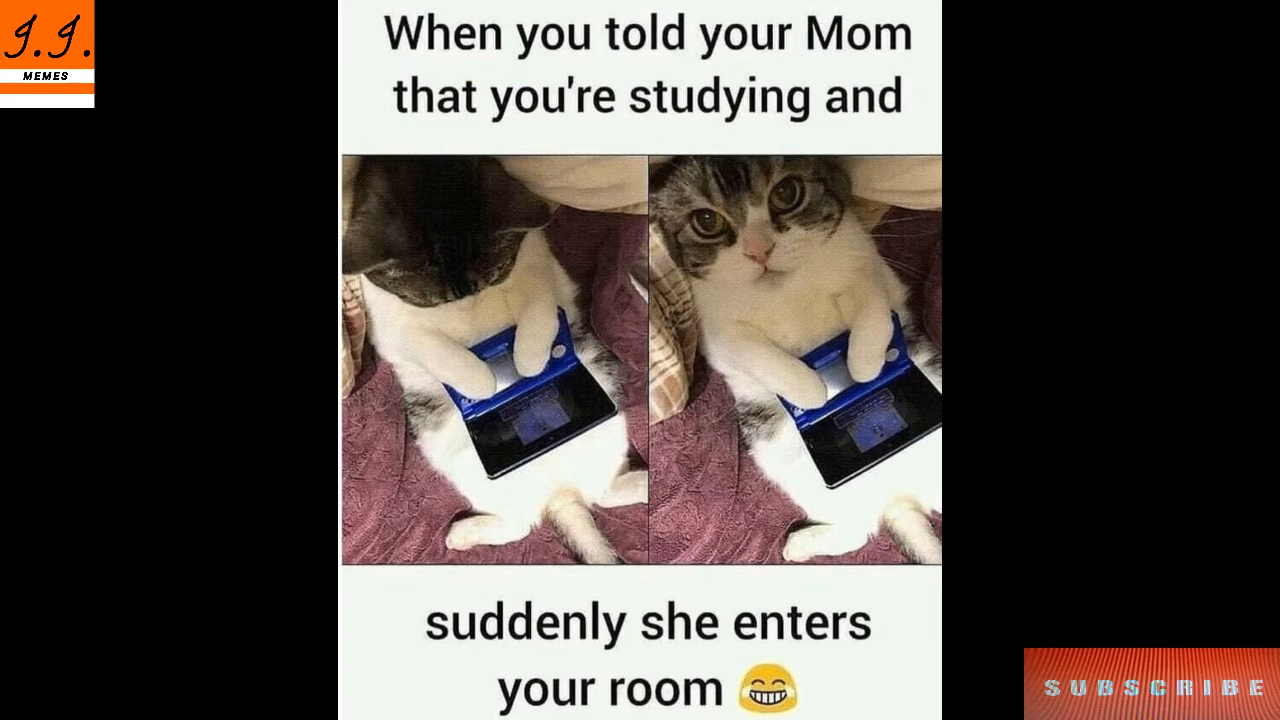 J.J.
MEMES
When you told your Mom
that you're studying and
suddenly she enters
your room 😂
SUBSCRIBE